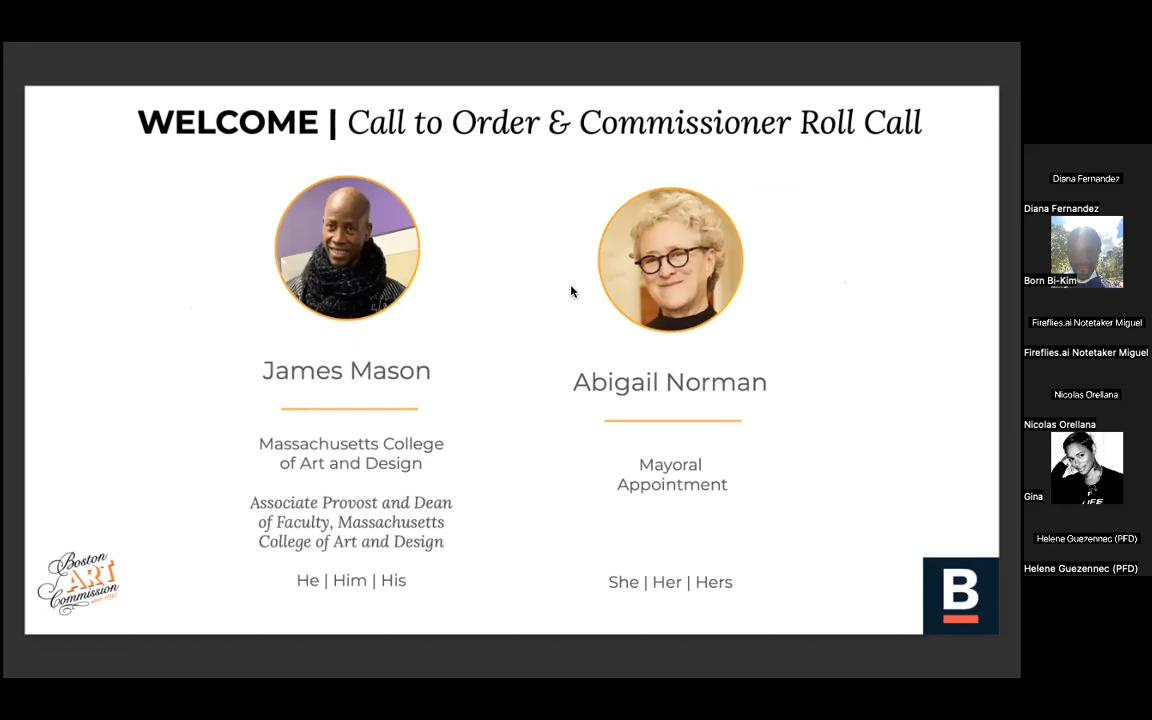 WELCOME | Call to Order & Commissioner Roll Call
James Mason
Massachusetts College
of Art and Design
Associate Provost and Dean
of Faculty, Massachusetts
College of Art and Design
He | Him | His
Abigail Norman
Mayoral
Appointment
She | Her | Hers
Boston
ART
Commission
B
Diana Fernandez
Diana Fernandez
Born Bi-Kim
Fireflies.ai Notetaker Miguel
Fireflies.ai Notetaker Miguel
Nicolas Orellana
Nicolas Orellana
LIFE
Gina
Helene Guezennec (PFD)
Helene Guezennec (PFD)